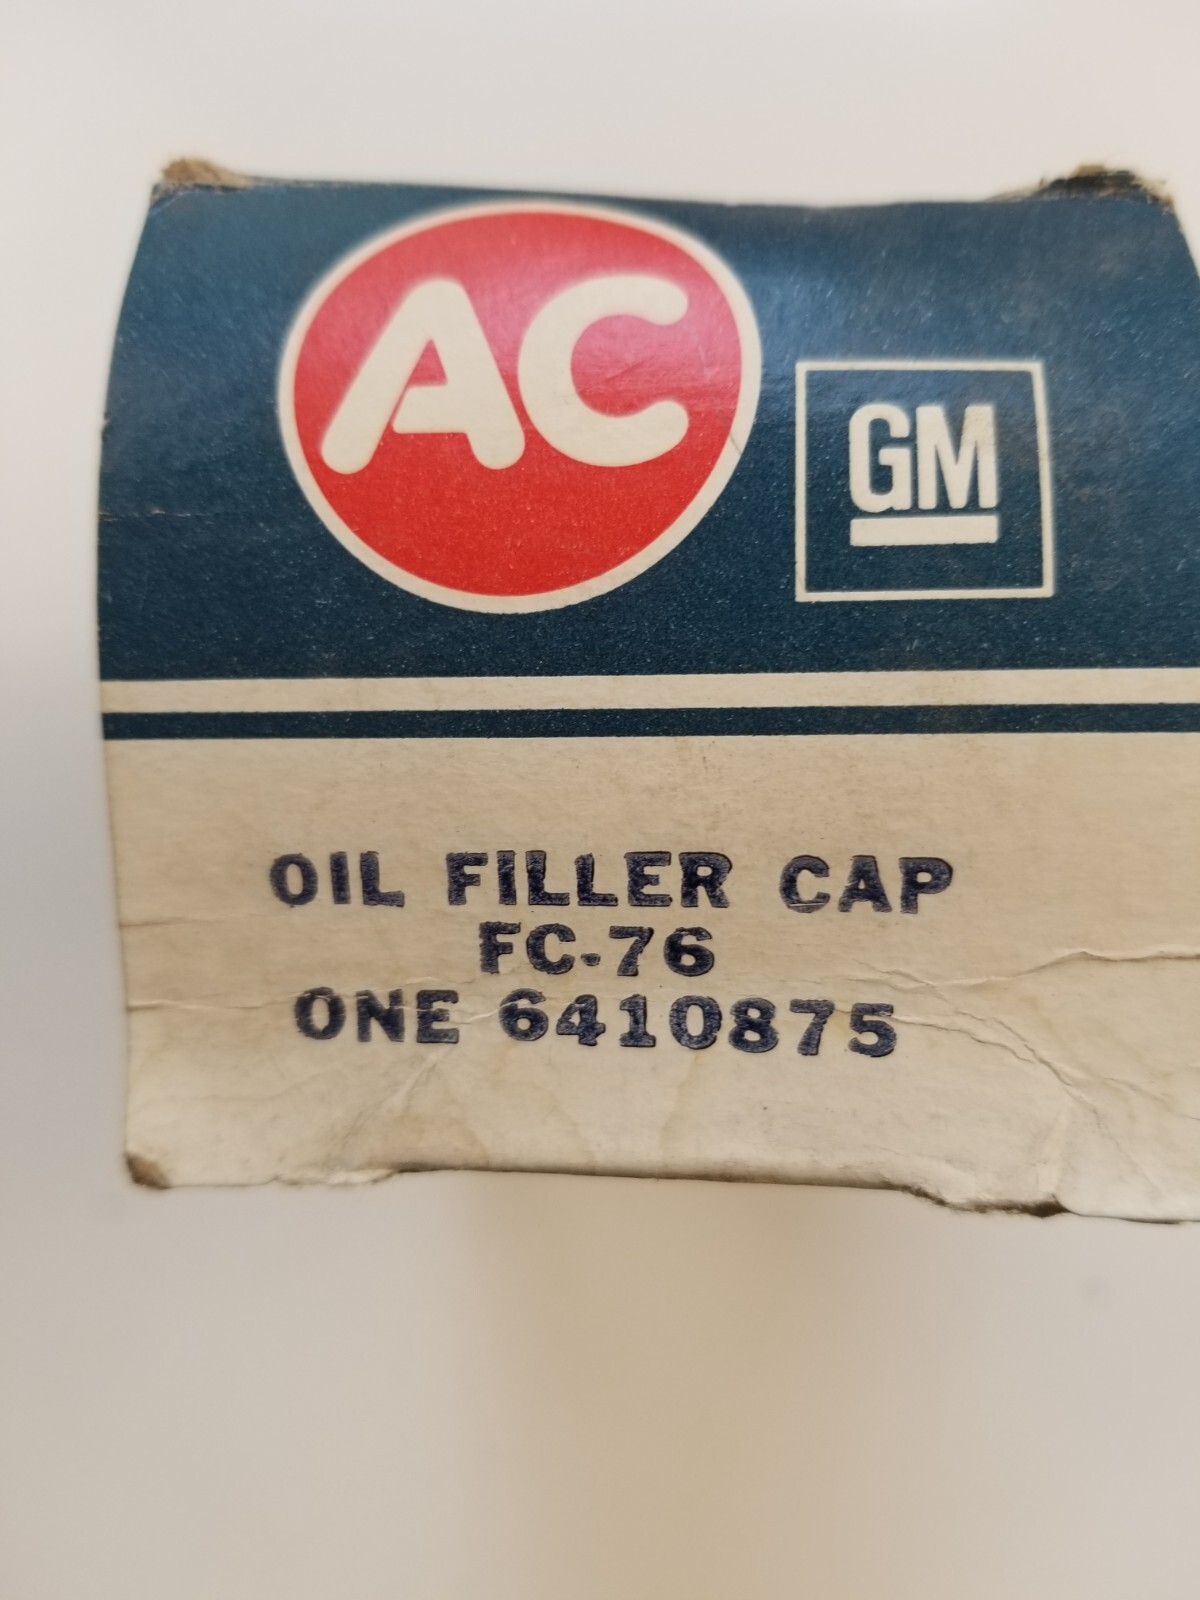 AC
GM
OIL FILLER CAP
FC-76
ONE 6410875